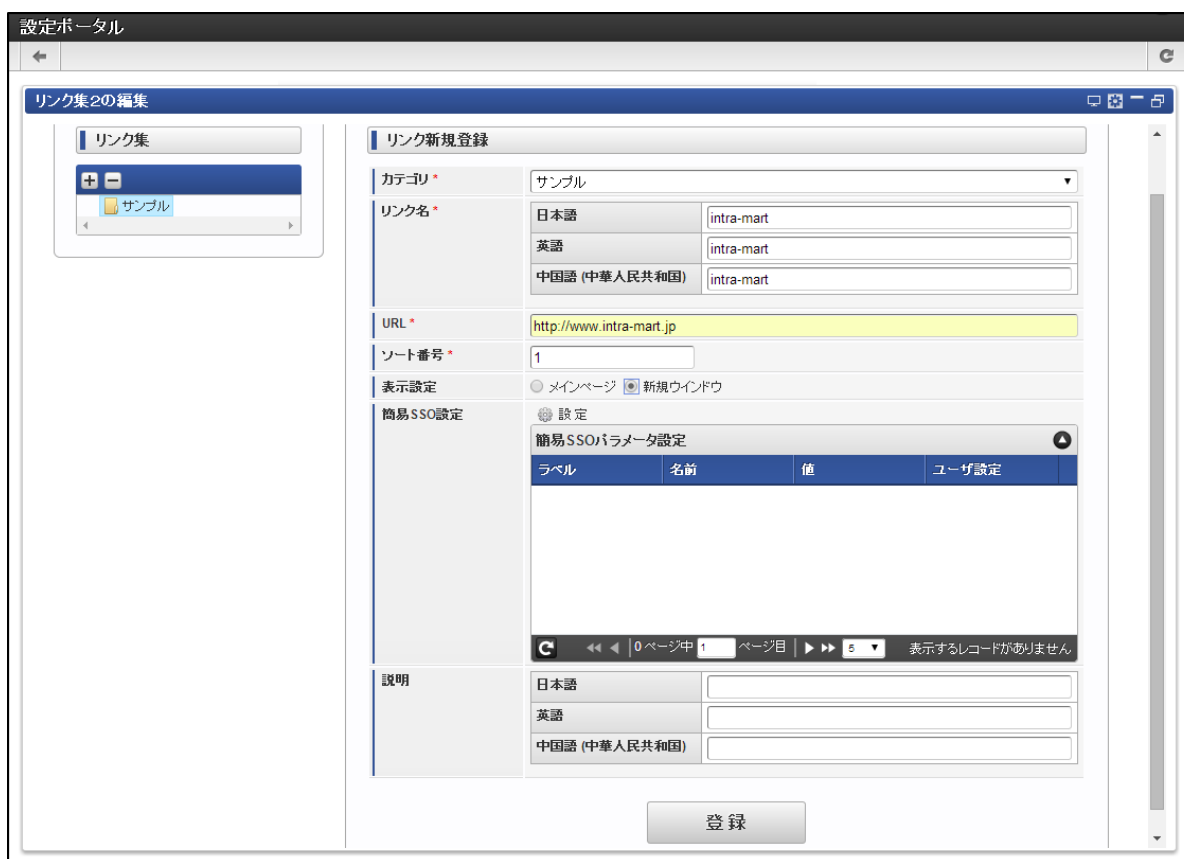 設定ポータル
リンク集2の編集
リンク集
サンプル
リンク新規登録
カテゴリ * サンプル
リンク名 * 日本語 intra-mart
英語 intra-mart
中国語 (中華人民共和国) intra-mart
URL * http://www.intra-mart.jp
ソート番号 * 1
表示設定 メインページ 新規ウインドウ
簡易SSO設定 設定
簡易SSOパラメータ設定
ラベル 名前 値 ユーザ設定
0 ページ中 1 ページ目 5 表示するレコードがありません
説明 日本語
英語
中国語 (中華人民共和国)
登録